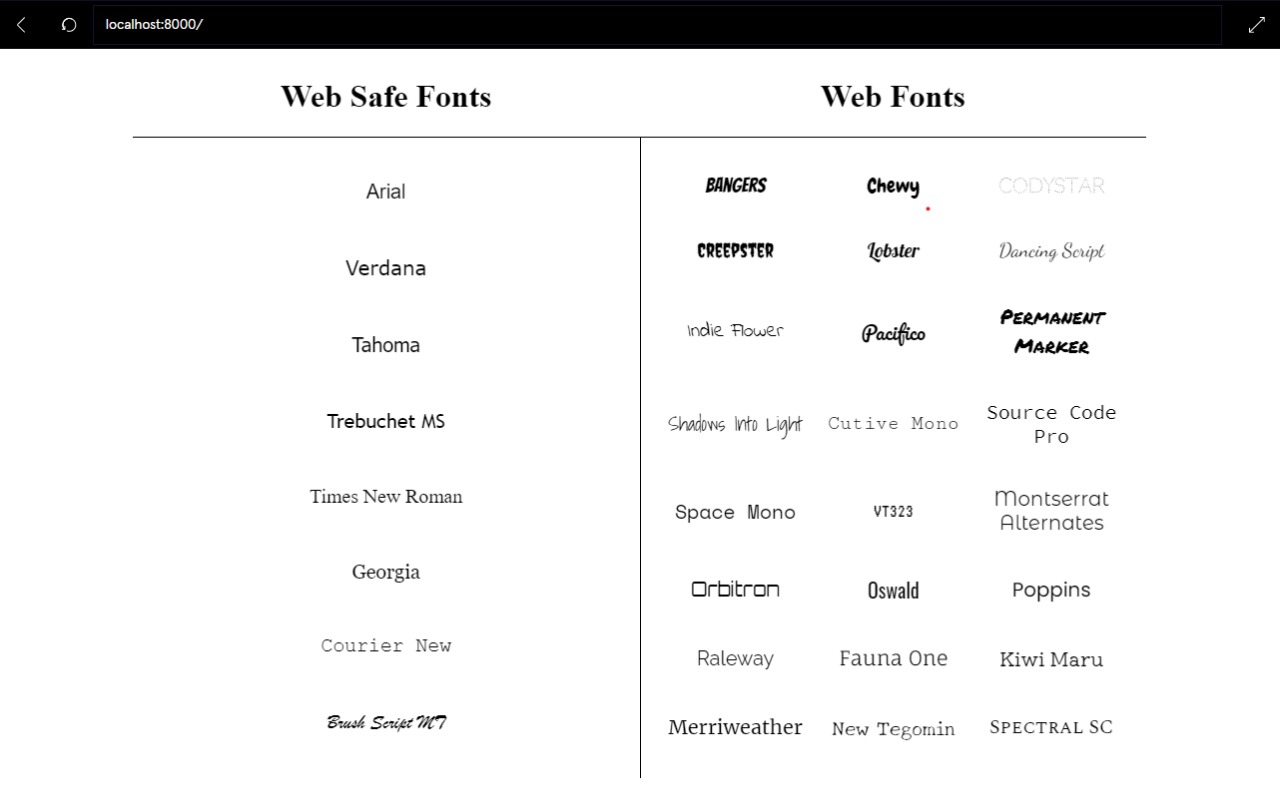 localhost:8000/
Web Safe Fonts
Web Fonts
Arial
Verdana
Tahoma
Trebuchet MS
Times New Roman
Georgia
Courier New
Brush Script MT
BANGERS Chewy CODYSTAR
CREEPSTER Lobster Dancing Script
Indie Flower Pacifico PERMANENT
MARKER
Shadows Into Light Cutive Mono Source Code
Pro
Space Mono VT323 Montserrat
Alternates
Orbitron Oswald Poppins
Raleway Fauna One Kiwi Maru
Merriweather New Tegomin SPECTRAL SC